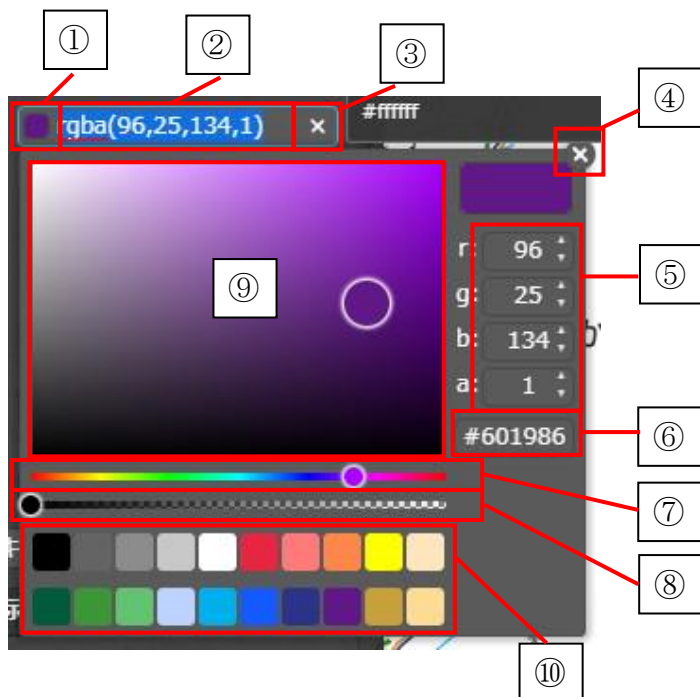 ① ② ③
④
rgba(96,25,134,1) ×
#ffffff
×
r: 96
⑤
g: 25
⑨
b: 134
a: 1
#601986
⑥
⑦
⑧
⑩